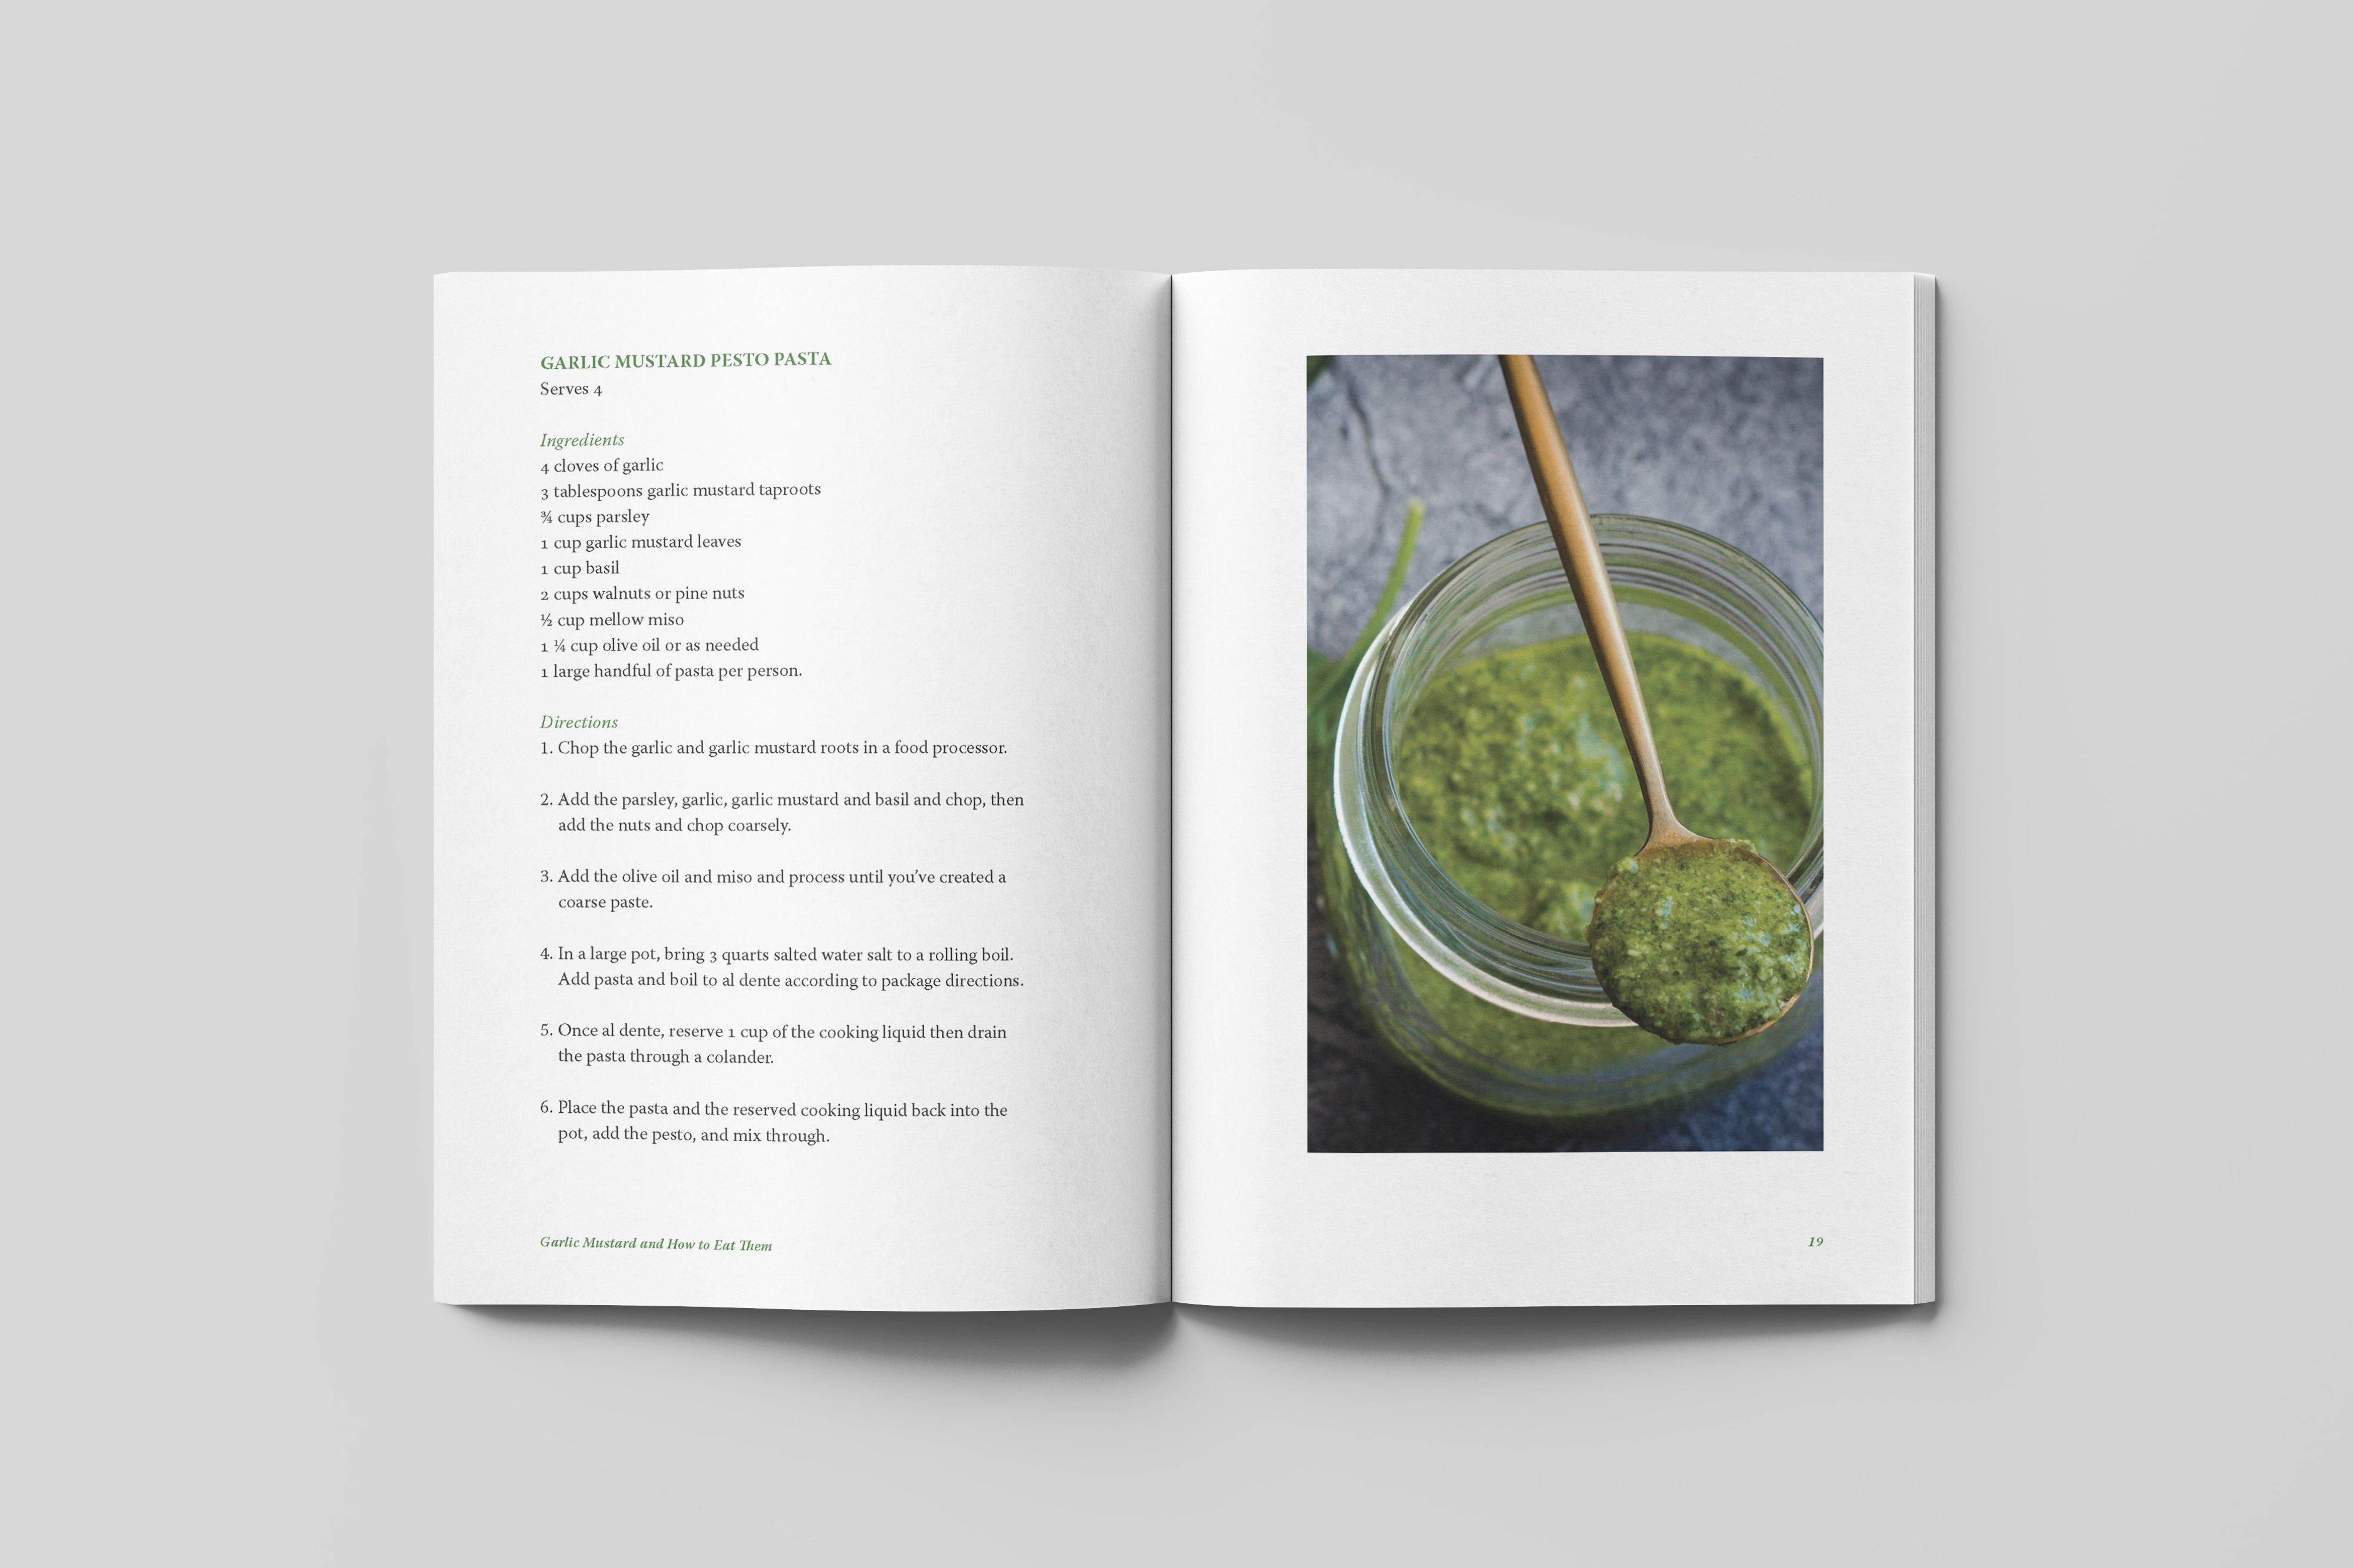 GARLIC MUSTARD PESTO PASTA
Serves 4
Ingredients
4 cloves of garlic
3 tablespoons garlic mustard taproots
¾ cups parsley
1 cup garlic mustard leaves
1 cup basil
2 cups walnuts or pine nuts
½ cup mellow miso
1 ¼ cup olive oil or as needed
1 large handful of pasta per person.
Directions
1. Chop the garlic and garlic mustard roots in a food processor.
2. Add the parsley, garlic, garlic mustard and basil and chop, then
add the nuts and chop coarsely.
3. Add the olive oil and miso and process until you've created a
coarse paste.
4. In a large pot, bring 3 quarts salted water salt to a rolling boil.
Add pasta and boil to al dente according to package directions.
5. Once al dente, reserve 1 cup of the cooking liquid then drain
the pasta through a colander.
6. Place the pasta and the reserved cooking liquid back into the
pot, add the pesto, and mix through.
Garlic Mustard and How to Eat Them
19